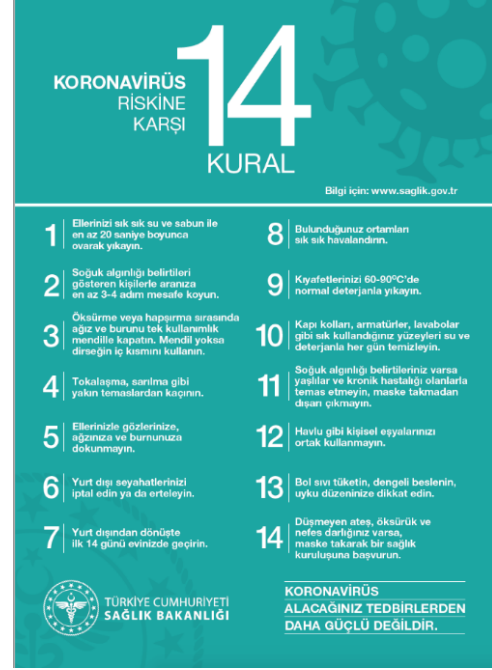 KORONAVİRÜS
RİSKİNE
KARŞI
14
KURAL
Bilgi için: www.saglik.gov.tr
1
Ellerinizi sık sık su ve sabun ile
en az 20 saniye boyunca
ovarak yıkayın.
2
Soğuk algınlığı belirtileri
gösteren kişilerle aranıza
en az 3-4 adım mesafe koyun.
3
Öksürme veya hapşırma sırasında
ağız ve burunu tek kullanımlık
mendille kapatın. Mendil yoksa
dirseğin iç kısmını kullanın.
4
Tokalaşma, sarılma gibi
yakın temaslardan kaçının.
5
Ellerinizle gözlerinize,
ağzınıza ve burnunuza
dokunmayın.
6
Yurt dışı seyahatlerinizi
iptal edin ya da erteleyin.
7
Yurt dışından dönüşte
ilk 14 günü evinizde geçirin.
8
Bulunduğunuz ortamları
sık sık havalandırın.
9
Kıyafetlerinizi 60-90ºC'de
normal deterjanla yıkayın.
10
Kapı kolları, armatürler, lavabolar
gibi sık kullandığınız yüzeyleri su ve
deterjanla her gün temizleyin.
11
Soğuk algınlığı belirtileriniz varsa
yaşlılar ve kronik hastalığı olanlarla
temas etmeyin, maske takmadan
dışarı çıkmayın.
12
Havlu gibi kişisel eşyalarınızı
ortak kullanmayın.
13
Bol sıvı tüketin, dengeli beslenin,
uyku düzeninize dikkat edin.
14
Düşmeyen ateş, öksürük ve
nefes darlığınız varsa,
maske takarak bir sağlık
kuruluşuna başvurun.
TÜRKİYE CUMHURİYETİ
SAĞLIK BAKANLIĞI
KORONAVİRÜS
ALACAĞINIZ TEDBİRLERDEN
DAHA GÜÇLÜ DEĞİLDİR.